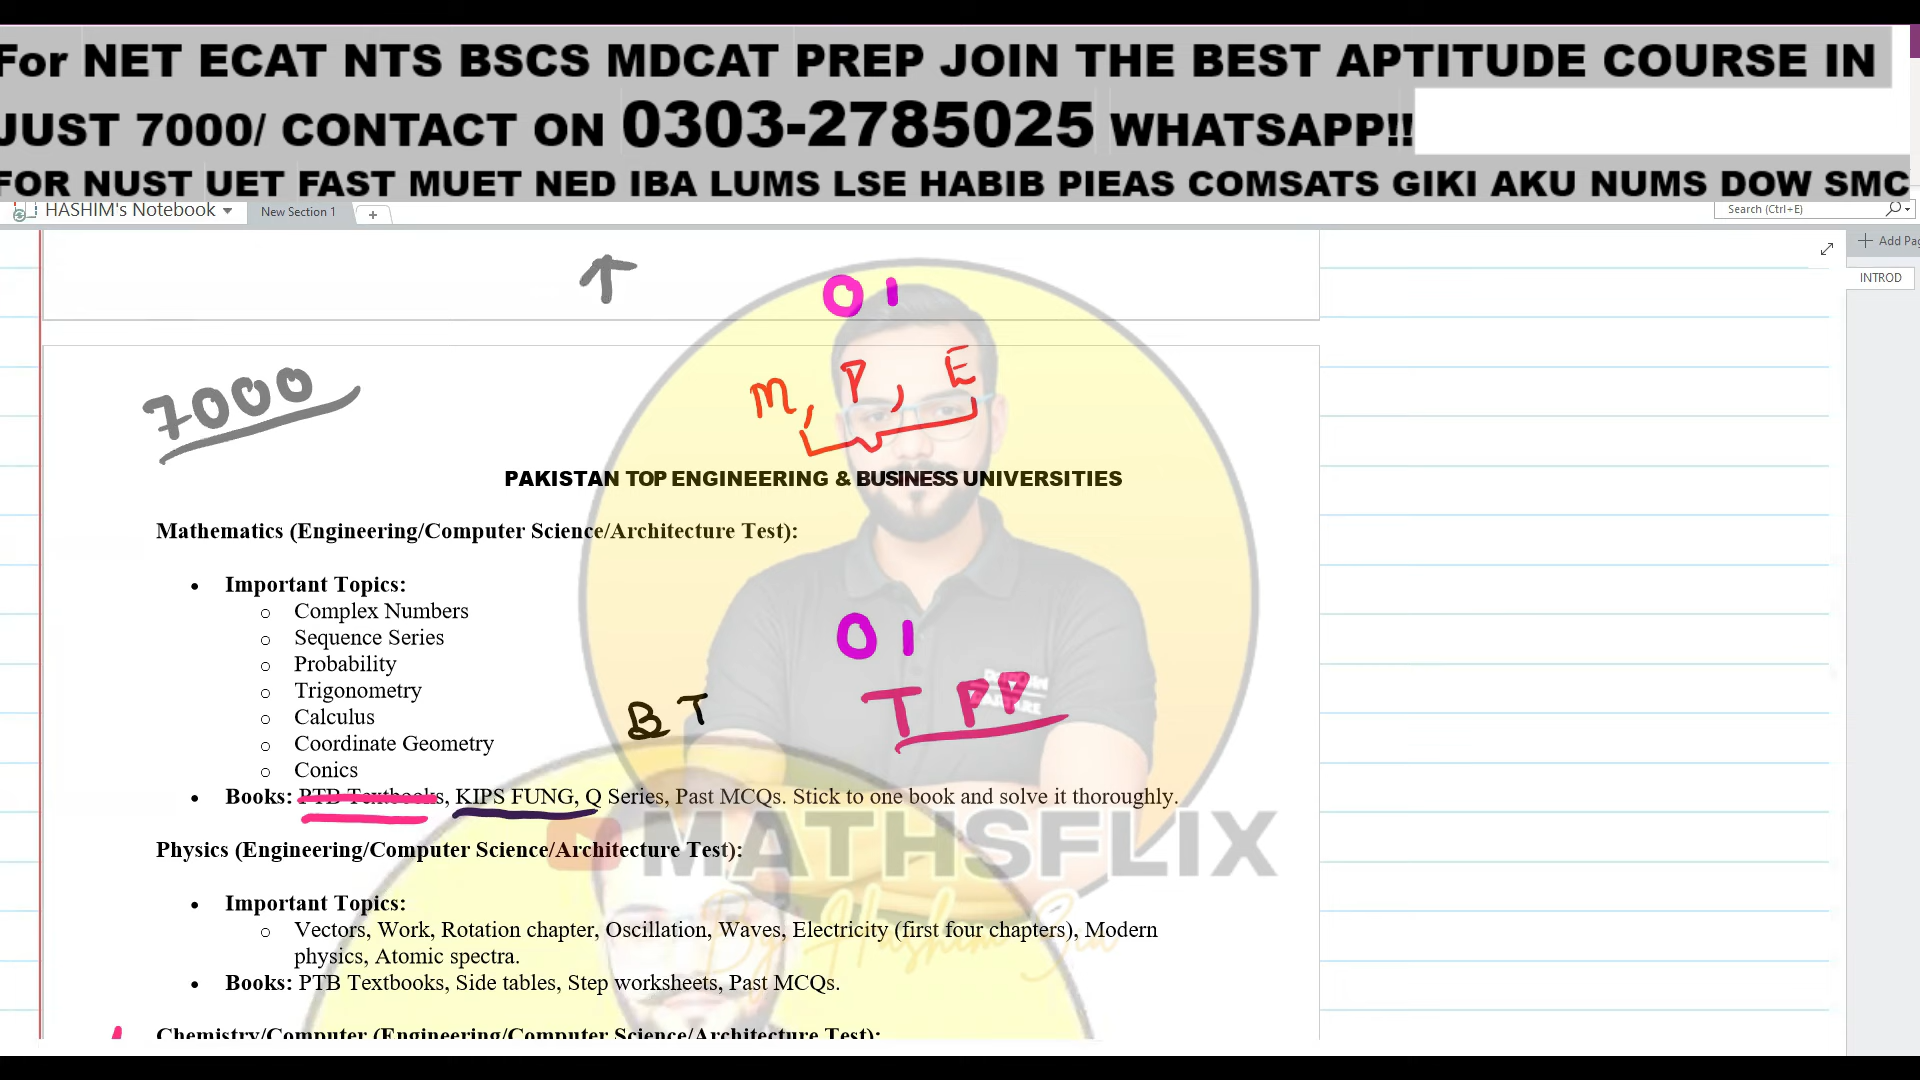 For NET ECAT NTS BSCS MDCAT PREP JOIN THE BEST APTITUDE COURSE IN
JUST 7000/ CONTACT ON 0303-2785025 WHATSAPP!!
FOR NUST UET FAST MUET NED IBA LUMS LSE HABIB PIEAS COMSATS GIKI AKU NUMS DOW SMC
HASHIM's Notebook New Section 1 + Search (Ctrl+E)
Add Pag
INTROD
O I
7000
M, P, E
PAKISTAN TOP ENGINEERING & BUSINESS UNIVERSITIES
Mathematics (Engineering/Computer Science/Architecture Test):
• Important Topics:
o Complex Numbers
o Sequence Series
o Probability
o Trigonometry
o Calculus
o Coordinate Geometry
o Conics
O I
B T
T PP
• Books: PTB Textbooks, KIPS FUNG, Q Series, Past MCQs. Stick to one book and solve it thoroughly.
MATHSFLIX
By Hashim Zia
Physics (Engineering/Computer Science/Architecture Test):
• Important Topics:
o Vectors, Work, Rotation chapter, Oscillation, Waves, Electricity (first four chapters), Modern
physics, Atomic spectra.
• Books: PTB Textbooks, Side tables, Step worksheets, Past MCQs.
Chemistry/Computer (Engineering/Computer Science/Architecture Test):